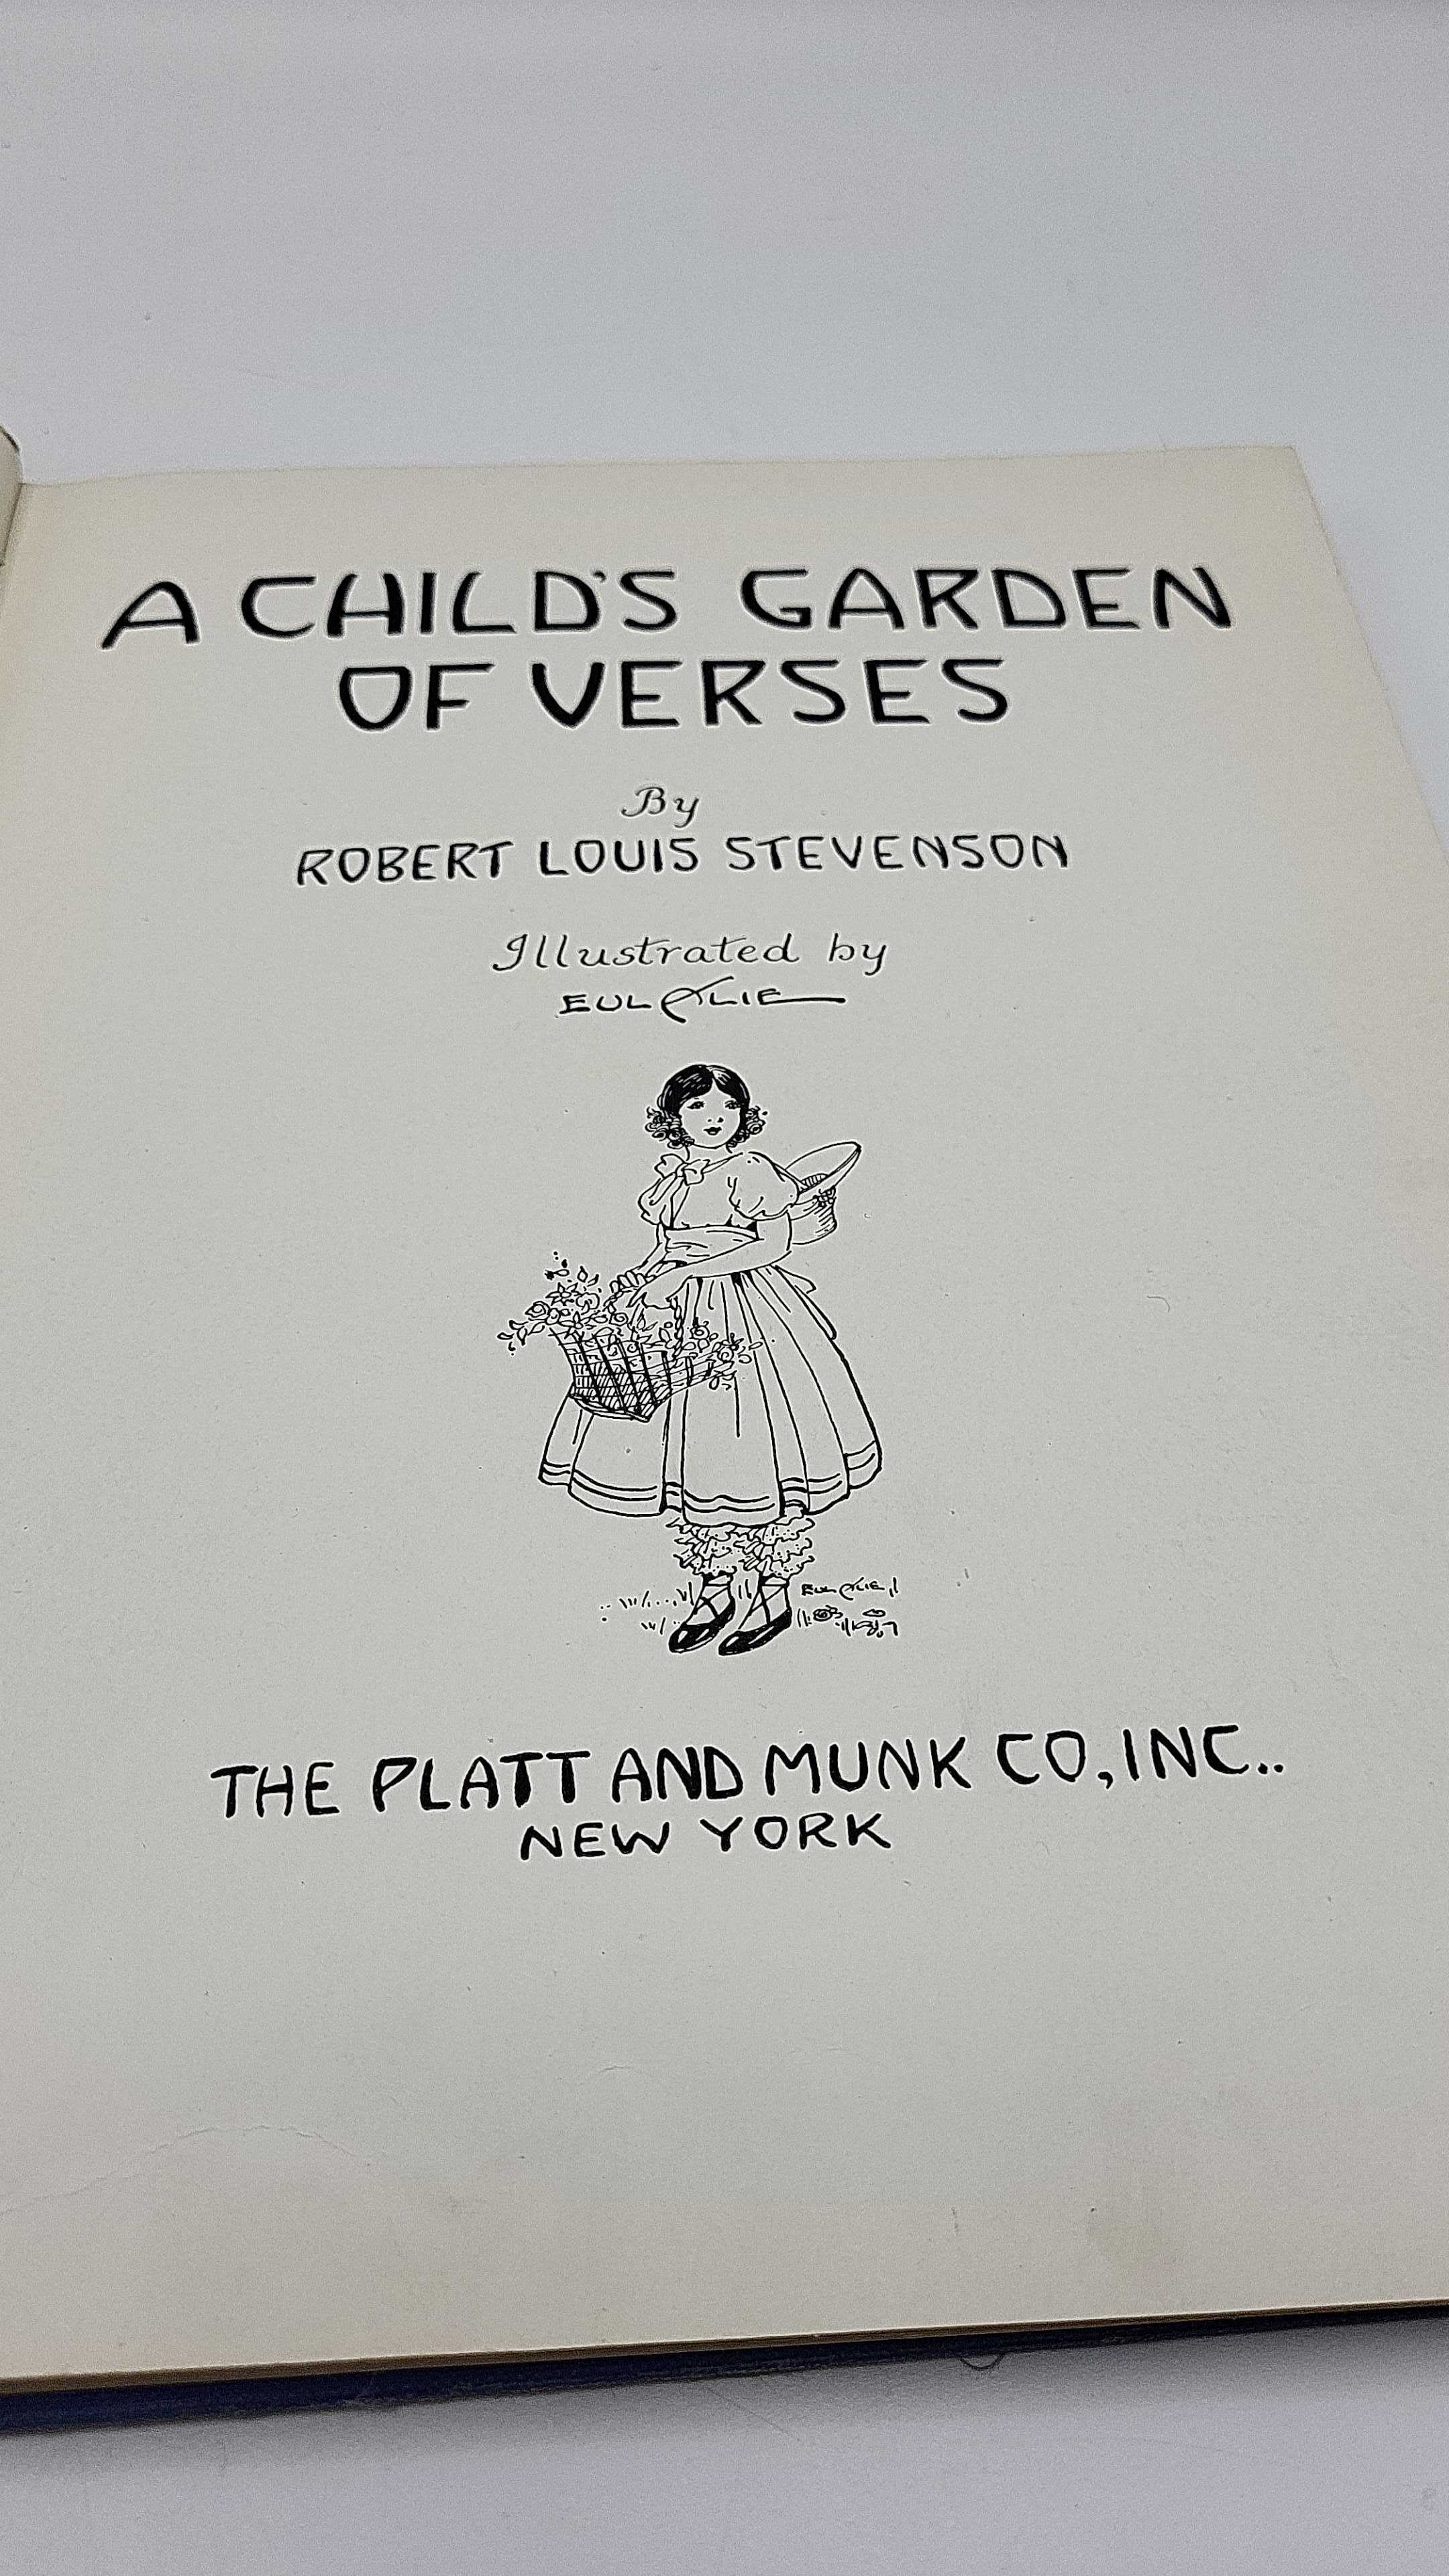 A CHILD'S GARDEN
OF VERSES
By
ROBERT LOUIS STEVENSON
Illustrated by
EULALIE
EULALIE
THE PLATT AND MUNK CO., INC..
NEW YORK